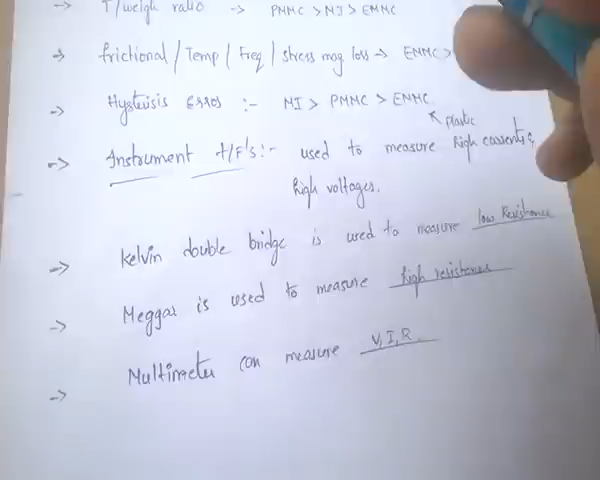 -> T/weigh ratio -> PMMC > MI > EMMC
-> frictional / Temp / Freq / stress mag loss -> EMMC >
-> Hysterisis Error :- MI > PMMC > EMMC
plastic
-> Instrument t/F's :- used to measure high currents &
high voltages.
-> Kelvin double bridge is used to measure low Resistance
-> Meggar is used to measure high resistance
-> Multimeter can measure V, I, R
->